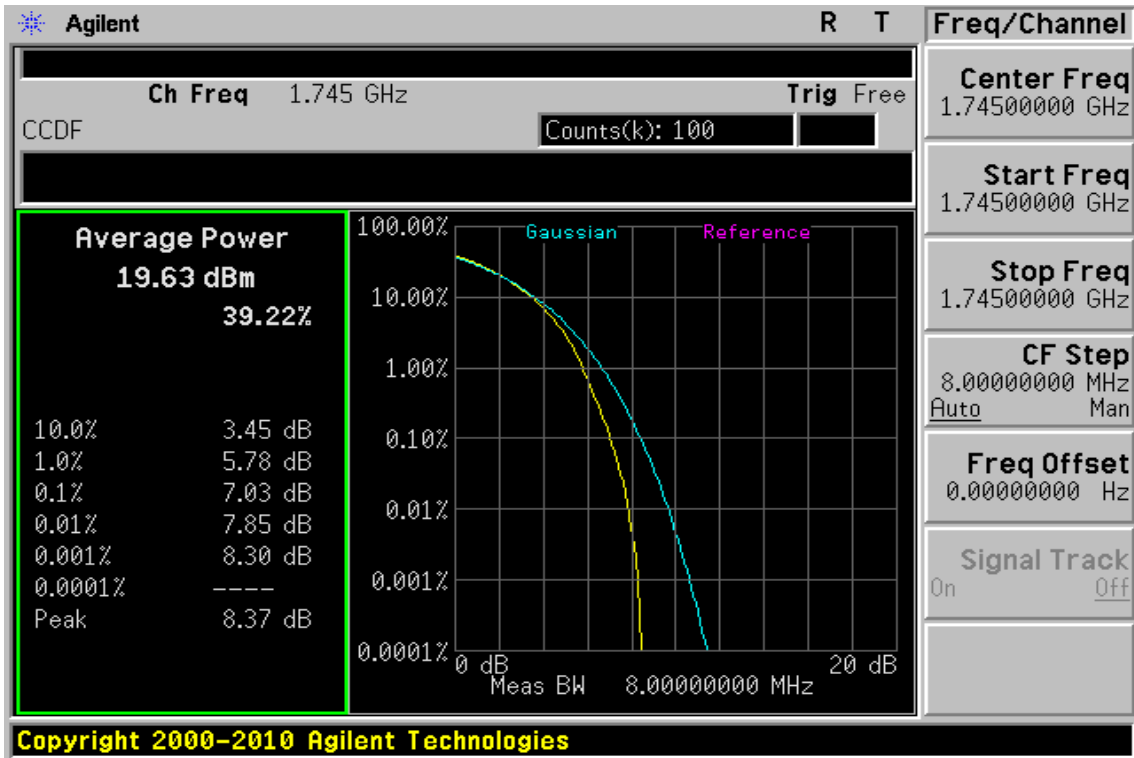 Agilent R T
Ch Freq 1.745 GHz Trig Free
CCDF Counts(k): 100
Average Power
19.63 dBm
39.22%
10.0% 3.45 dB
1.0% 5.78 dB
0.1% 7.03 dB
0.01% 7.85 dB
0.001% 8.30 dB
0.0001% ----
Peak 8.37 dB
Gaussian Reference
100.00%
10.00%
1.00%
0.10%
0.01%
0.001%
0.0001%
0 dB 20 dB
Meas BW 8.00000000 MHz
Freq/Channel
Center Freq
1.74500000 GHz
Start Freq
1.74500000 GHz
Stop Freq
1.74500000 GHz
CF Step
8.00000000 MHz
Auto Man
Freq Offset
0.00000000 Hz
Signal Track
On Off
Copyright 2000-2010 Agilent Technologies